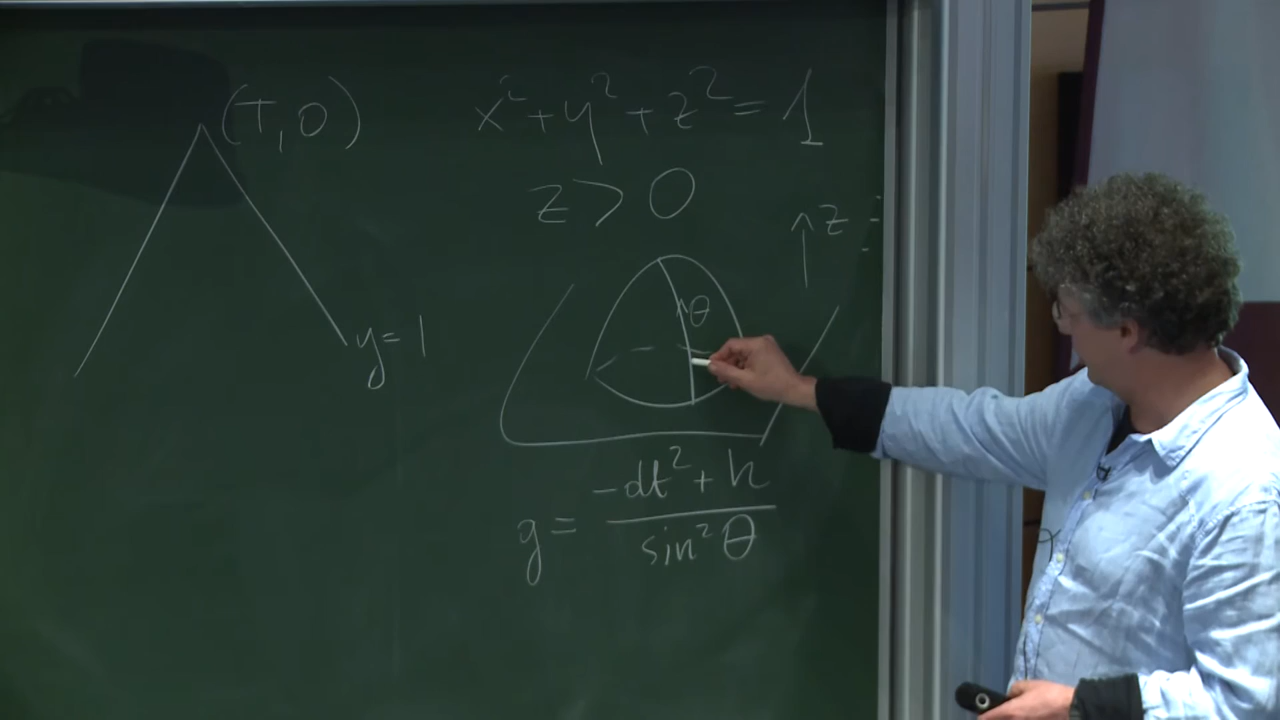 (T, 0)
y=1
x²+y²+z²=1
z>0
z
θ
g = (-dt²+h)/(sin²θ)